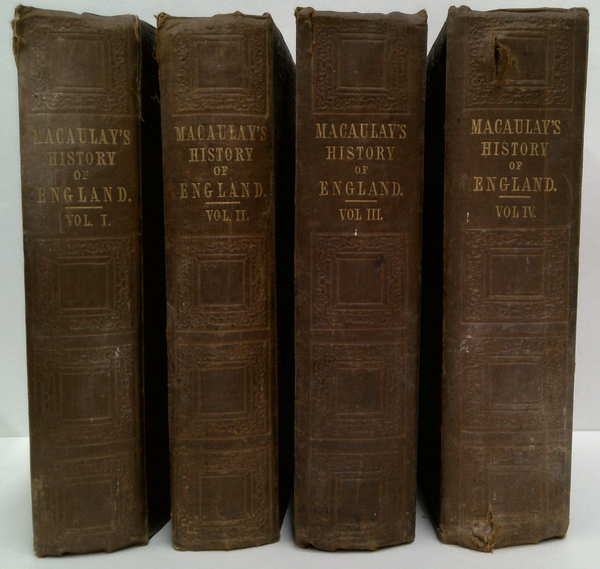 MACAULAY'S
HISTORY
OF
ENGLAND.
VOL. I.
MACAULAY'S
HISTORY
OF
ENGLAND.
VOL. II.
MACAULAY'S
HISTORY
OF
ENGLAND.
VOL III.
MACAULAY'S
HISTORY
OF
ENGLAND.
VOL IV.